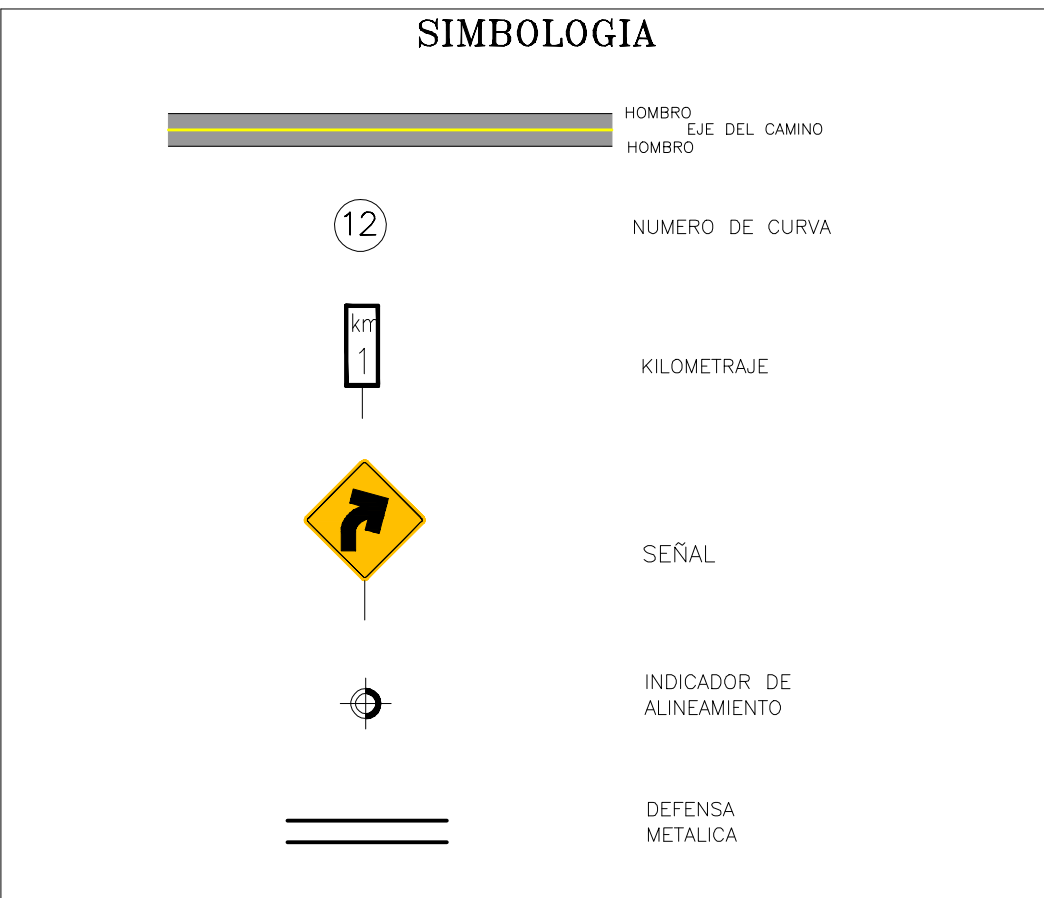 SIMBOLOGIA
HOMBRO
EJE DEL CAMINO
HOMBRO
12
NUMERO DE CURVA
km
1
KILOMETRAJE
SEÑAL
INDICADOR DE
ALINEAMIENTO
DEFENSA
METALICA